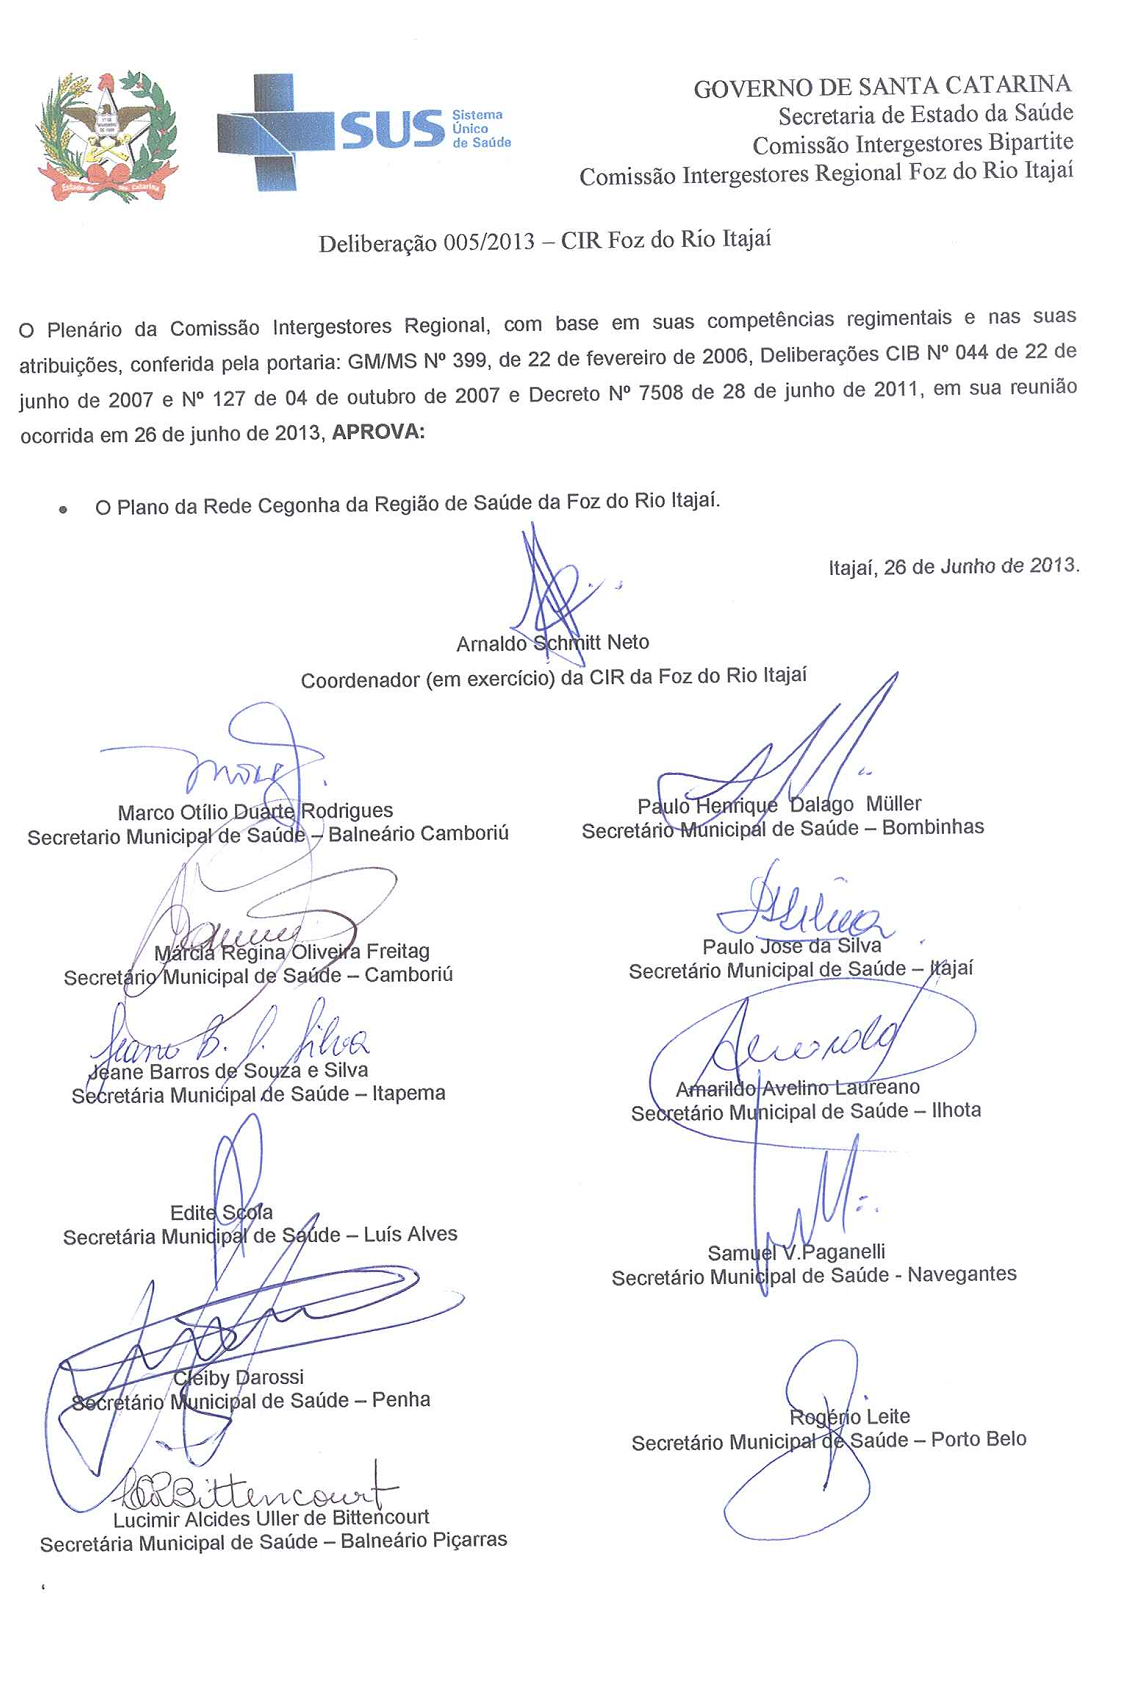 GOVERNO DE SANTA CATARINA
Secretaria de Estado da Saúde
Comissão Intergestores Bipartite
Comissão Intergestores Regional Foz do Rio Itajaí
SUS
Sistema
Único
de Saúde
Estado de Sta. Catarina
Deliberação 005/2013 – CIR Foz do Rio Itajaí
O Plenário da Comissão Intergestores Regional, com base em suas competências regimentais e nas suas
atribuições, conferida pela portaria: GM/MS Nº 399, de 22 de fevereiro de 2006, Deliberações CIB Nº 044 de 22 de
junho de 2007 e Nº 127 de 04 de outubro de 2007 e Decreto Nº 7508 de 28 de junho de 2011, em sua reunião
ocorrida em 26 de junho de 2013, APROVA:
• O Plano da Rede Cegonha da Região de Saúde da Foz do Rio Itajaí.
Itajaí, 26 de Junho de 2013.
Arnaldo Schmitt Neto
Coordenador (em exercício) da CIR da Foz do Rio Itajaí
Marco Otílio Duarte Rodrigues
Secretario Municipal de Saúde – Balneário Camboriú
Paulo Henrique Dalago Müller
Secretário Municipal de Saúde – Bombinhas
Márcia Regina Oliveira Freitag
Secretário Municipal de Saúde – Camboriú
Paulo Jose da Silva
Secretário Municipal de Saúde – Itajaí
Jeane B. S. Silva
Jeane Barros de Souza e Silva
Secretária Municipal de Saúde – Itapema
Amarildo Avelino Laureano
Secretário Municipal de Saúde – Ilhota
Edite Scola
Secretária Municipal de Saúde – Luís Alves
Samuel V.Paganelli
Secretário Municipal de Saúde - Navegantes
Cleiby Darossi
Secretário Municipal de Saúde – Penha
Rogério Leite
Secretário Municipal de Saúde – Porto Belo
Bittencourt
Lucimir Alcides Uller de Bittencourt
Secretária Municipal de Saúde – Balneário Piçarras